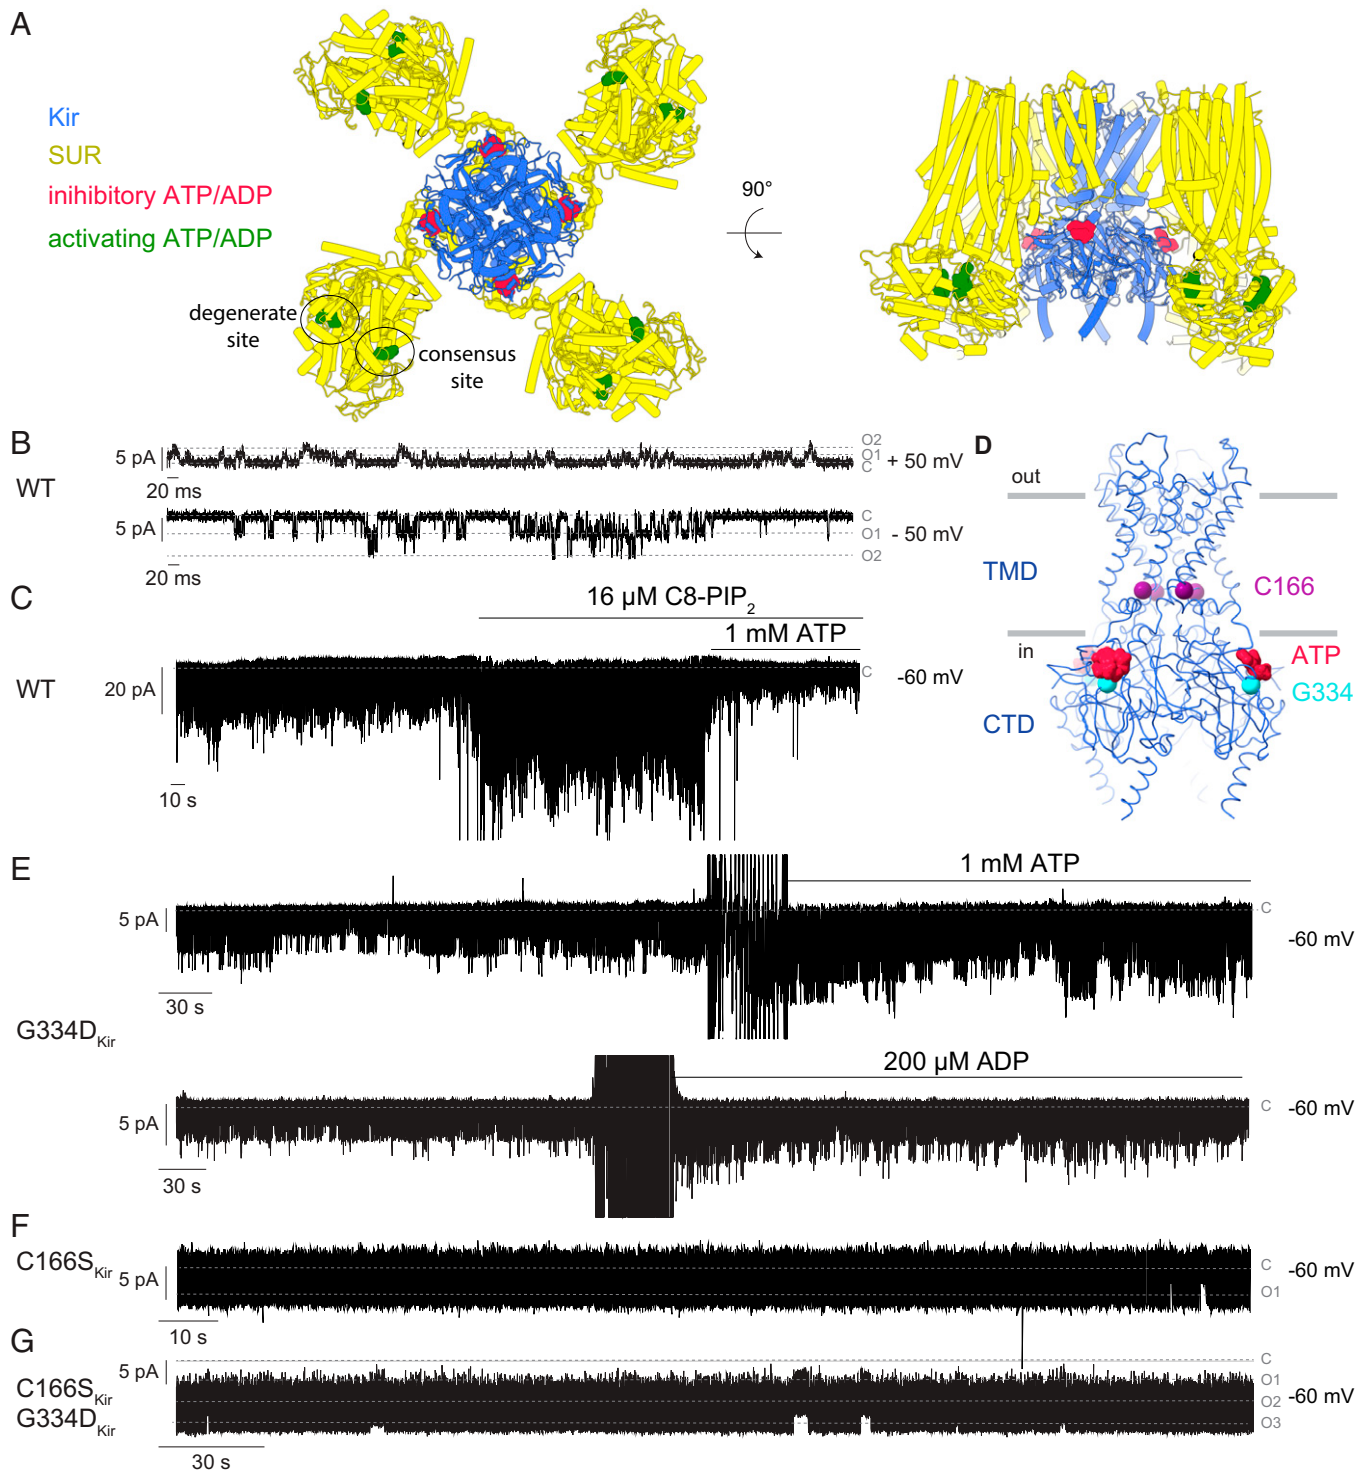 A
Kir
SUR
inihibitory ATP/ADP
activating ATP/ADP
degenerate
site
consensus
site
90°
B
WT
5 pA
20 ms
O2
O1
C
+ 50 mV
5 pA
20 ms
C
O1
O2
- 50 mV
C
WT
20 pA
10 s
16 µM C8-PIP2
1 mM ATP
C
-60 mV
D
out
TMD
C166
in
ATP
G334
CTD
E
G334DKir
5 pA
30 s
1 mM ATP
C
-60 mV
5 pA
30 s
200 µM ADP
C
-60 mV
F
C166SKir
5 pA
10 s
C
O1
-60 mV
G
C166SKir
G334DKir
5 pA
30 s
C
O1
O2
O3
-60 mV